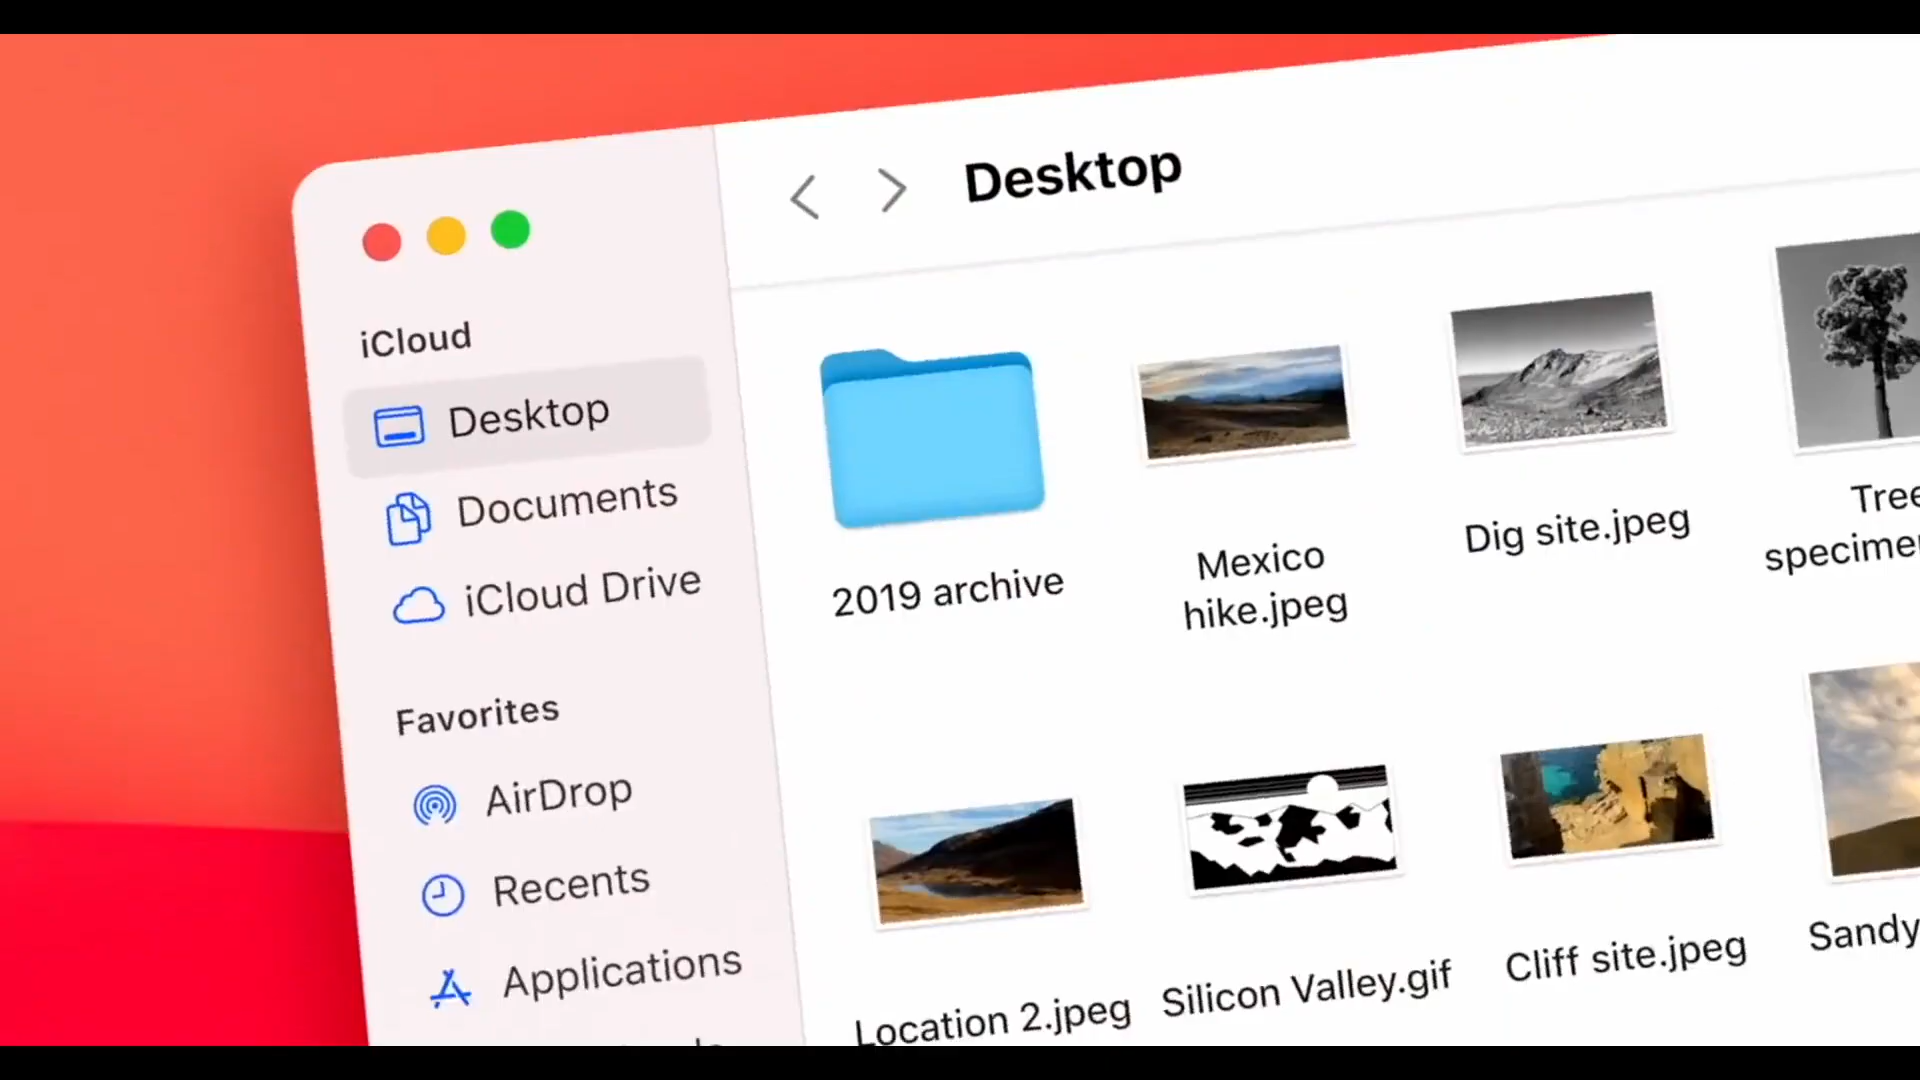 Desktop
iCloud
Desktop
Documents
iCloud Drive
Favorites
AirDrop
Recents
Applications
2019 archive
Mexico
hike.jpeg
Dig site.jpeg
Tree
Location 2.jpeg
Silicon Valley.gif
Cliff site.jpeg
Sandy